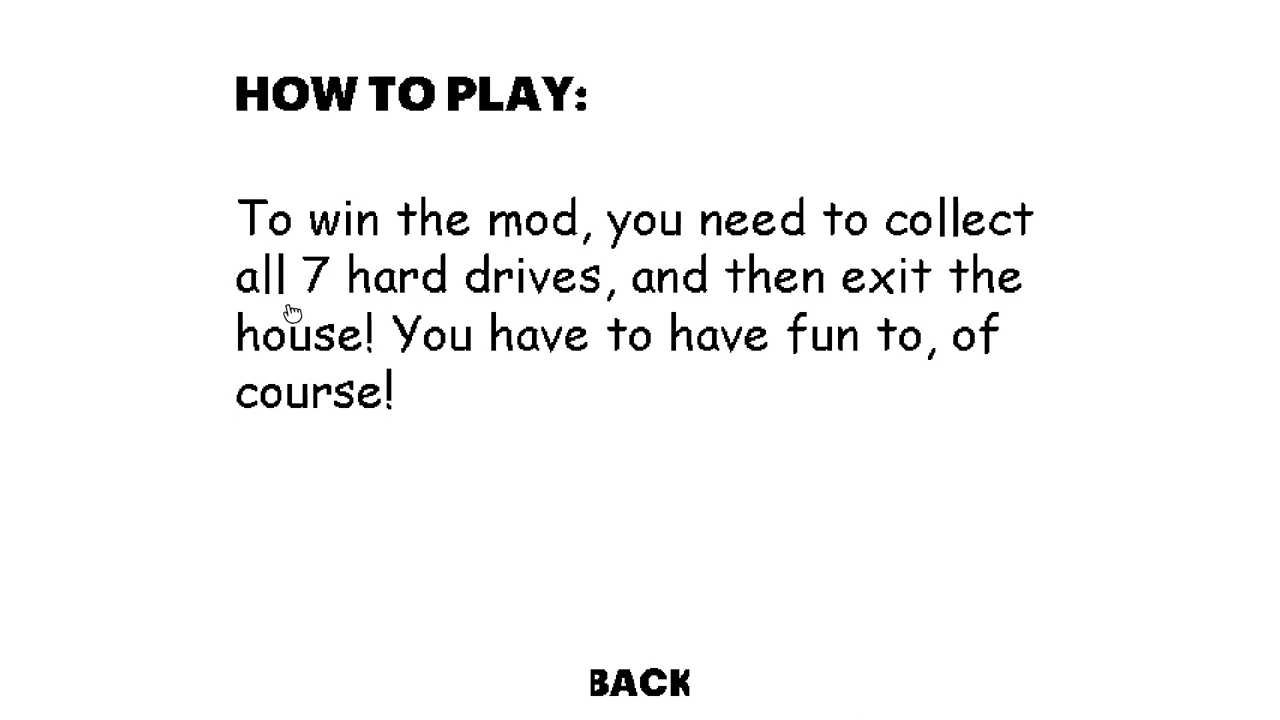 HOW TO PLAY:
To win the mod, you need to collect
all 7 hard drives, and then exit the
house! You have to have fun to, of
course!
BACK